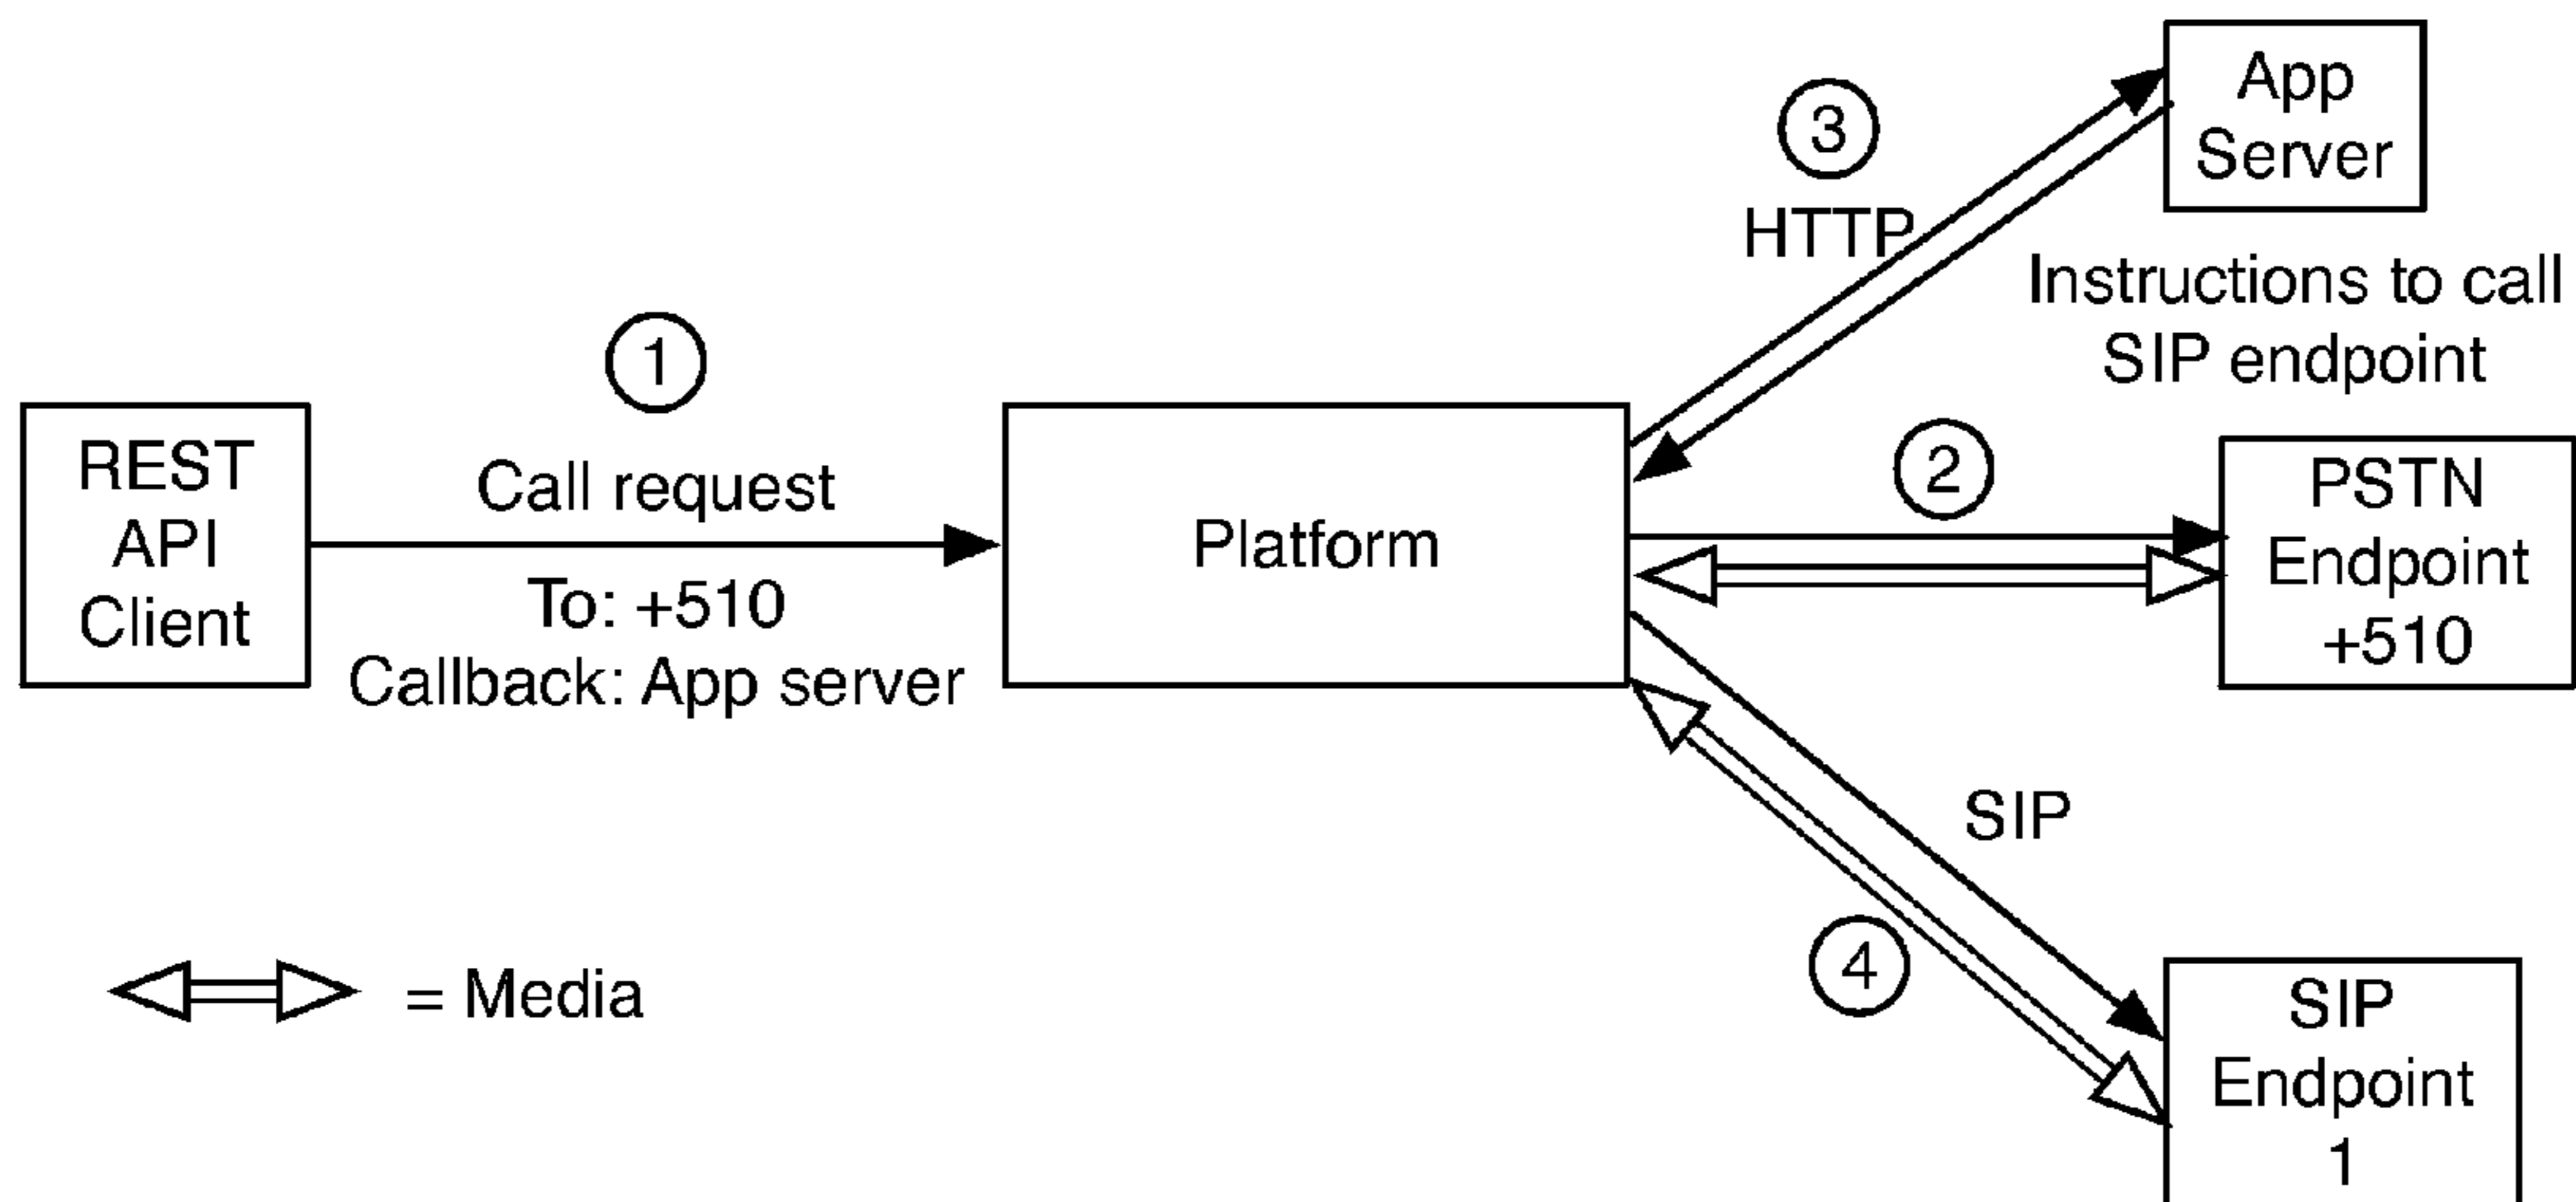 REST
API
Client
1
Call request
To: +510
Callback: App server
Platform
3
HTTP
App
Server
Instructions to call
SIP endpoint
2
PSTN
Endpoint
+510
SIP
4
SIP
Endpoint
1
= Media